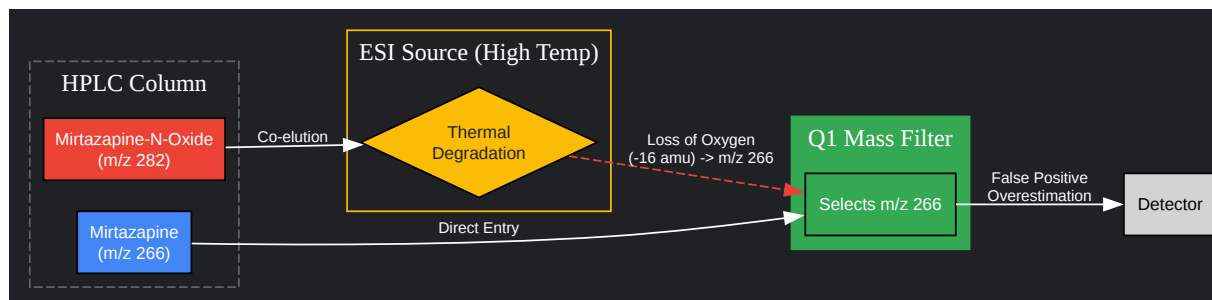 HPLC Column
Mirtazapine-N-Oxide
(m/z 282)
Mirtazapine
(m/z 266)
Co-elution
ESI Source (High Temp)
Thermal
Degradation
Direct Entry
Loss of Oxygen
(-16 amu) -> m/z 266
Q1 Mass Filter
Selects m/z 266
False Positive
Overestimation
Detector